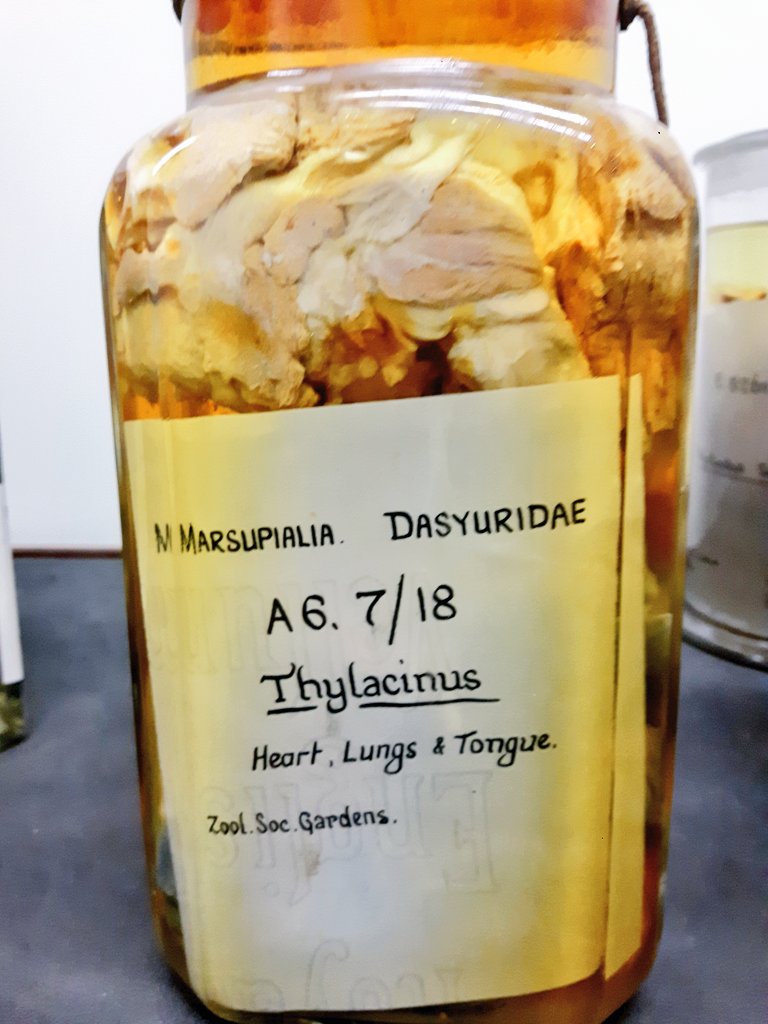 M MARSUPIALIA. DASYURIDAE
A6. 7/18
Thylacinus
Heart, Lungs & Tongue.
Zool. Soc. Gardens.